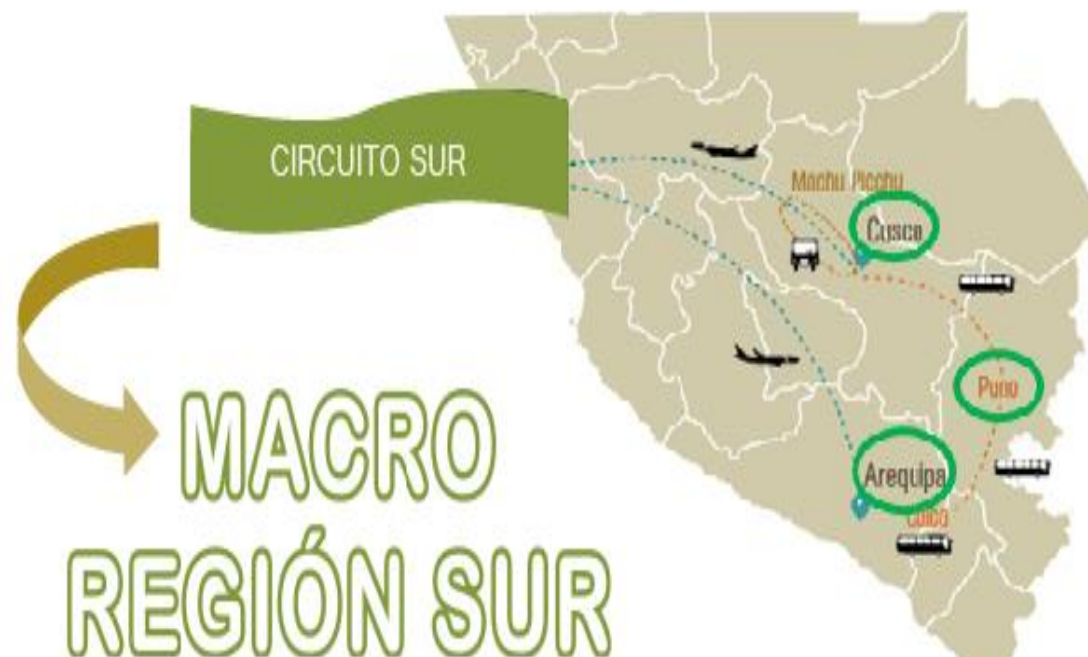 CIRCUITO SUR
Machu Picchu
Cusco
Puno
Arequipa
Colca
MACRO
REGIÓN SUR